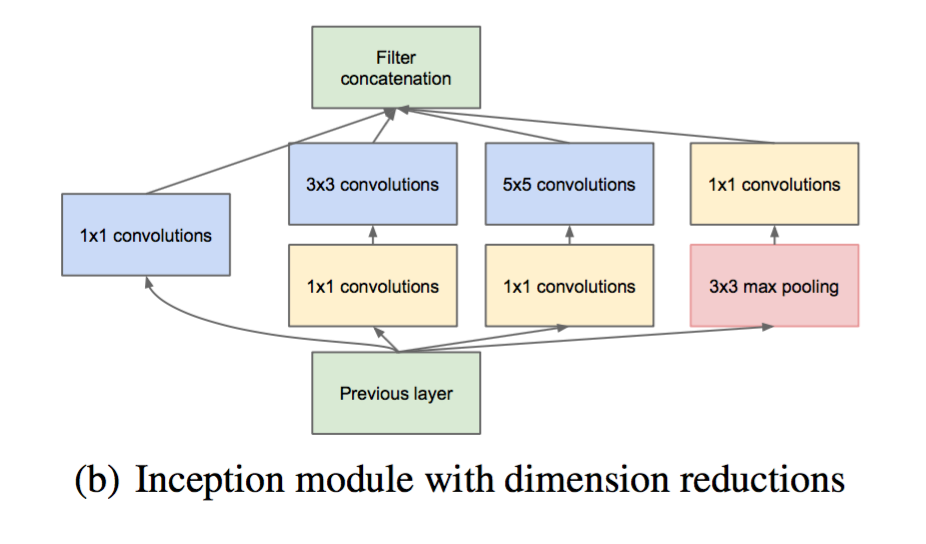 Filter
concatenation
3x3 convolutions
5x5 convolutions
1x1 convolutions
1x1 convolutions
1x1 convolutions
1x1 convolutions
3x3 max pooling
Previous layer
(b) Inception module with dimension reductions